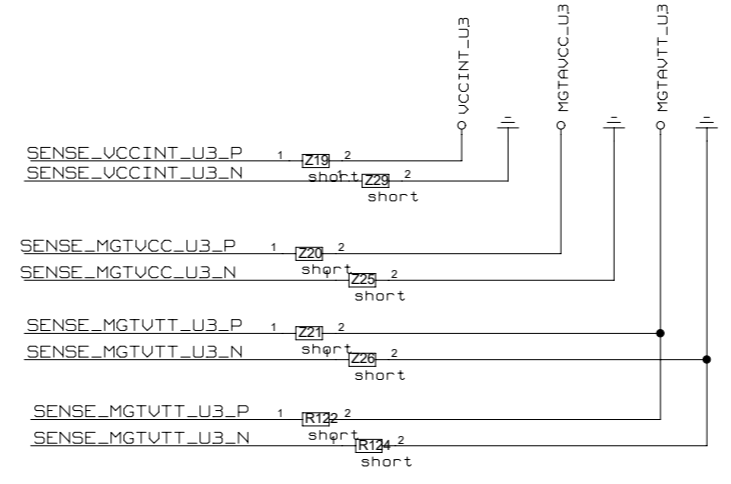 VCCINT_U3
MGTAVCC_U3
MGTAVTT_U3
SENSE_VCCINT_U3_P 1 Z19 2
short
SENSE_VCCINT_U3_N 1 Z29 2
short
SENSE_MGTVCC_U3_P 1 Z20 2
short
SENSE_MGTVCC_U3_N 1 Z25 2
short
SENSE_MGTVTT_U3_P 1 Z21 2
short
SENSE_MGTVTT_U3_N 1 Z26 2
short
SENSE_MGTVTT_U3_P 1 R122 2
short
SENSE_MGTVTT_U3_N 1 R124 2
short